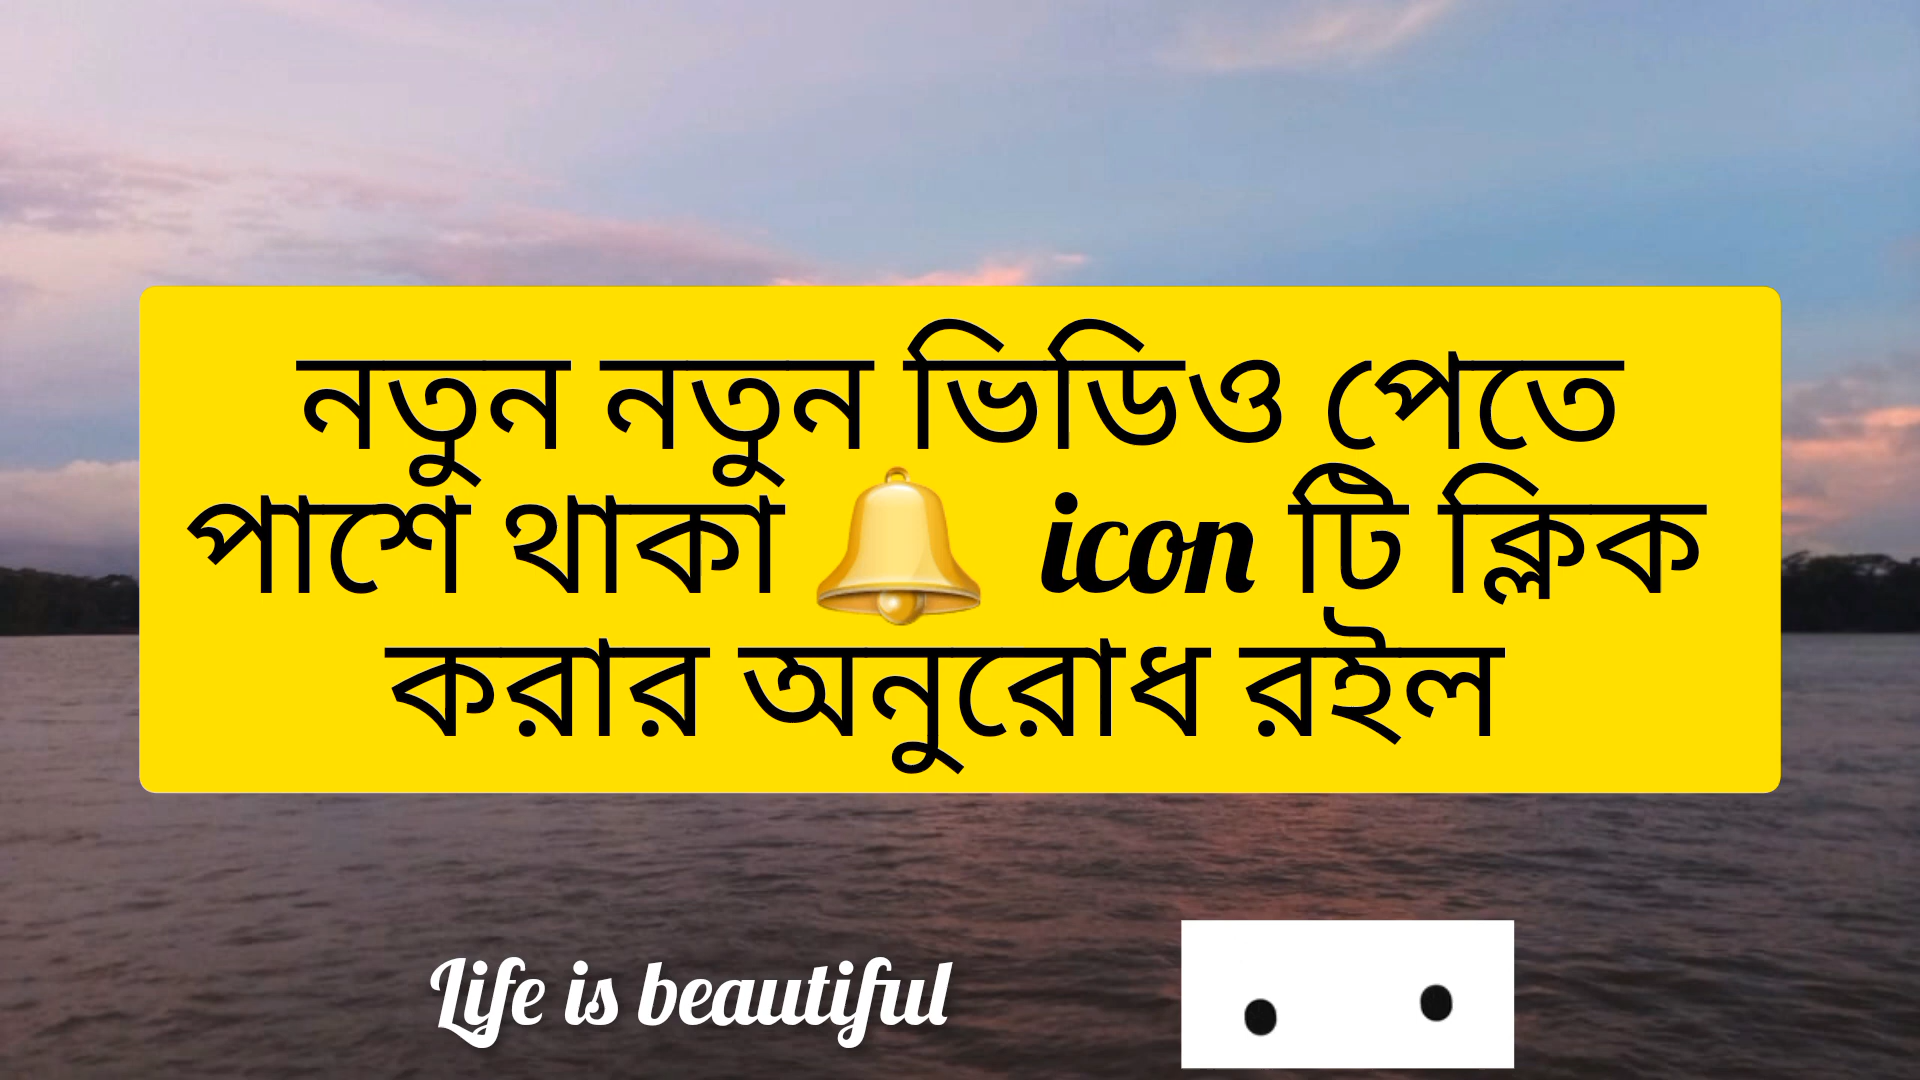 নতুন নতুন ভিডিও পেতে
পাশে থাকা 🔔 icon টি ক্লিক
করার অনুরোধ রইল
Life is beautiful